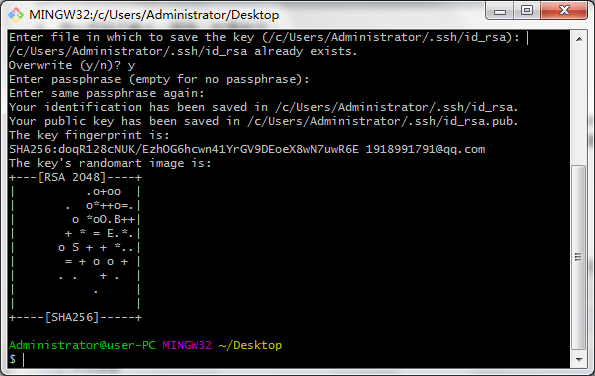 MINGW32:/c/Users/Administrator/Desktop
Enter file in which to save the key (/c/Users/Administrator/.ssh/id_rsa):
/c/Users/Administrator/.ssh/id_rsa already exists.
Overwrite (y/n)? y
Enter passphrase (empty for no passphrase):
Enter same passphrase again:
Your identification has been saved in /c/Users/Administrator/.ssh/id_rsa.
Your public key has been saved in /c/Users/Administrator/.ssh/id_rsa.pub.
The key fingerprint is:
SHA256:doqR128cNUK/EzhOG6hcwn41YrGV9DEoeX8wN7uwR6E 1918991791@qq.com
The key's randomart image is:
+---[RSA 2048]----+
|          .o+oo  |
|       .  o*++o=.|
|        o *oO.B++|
|       + * = E.*.|
|      o S + + *..|
|       = + o o + |
|      . .   + .  |
|           .     |
|                 |
+----[SHA256]-----+
Administrator@user-PC MINGW32 ~/Desktop
$